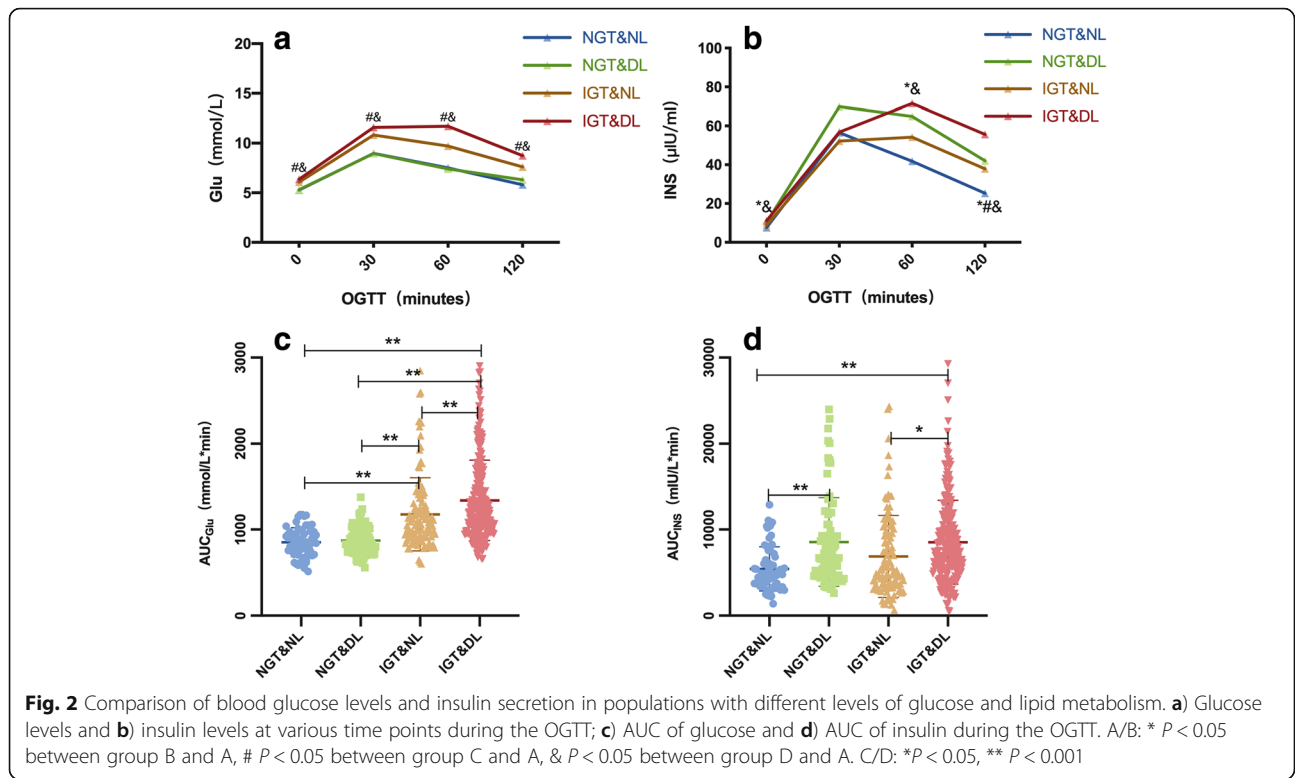 a
20
15
10
5
0
Glu (mmol/L)
#&
#&
#&
#&
0
30
60
120
OGTT (minutes)
NGT&NL
NGT&DL
IGT&NL
IGT&DL
b
100
80
60
40
20
0
INS (μIU/ml)
*&
*&
*#&
0
30
60
120
OGTT (minutes)
NGT&NL
NGT&DL
IGT&NL
IGT&DL
c
3000
2000
1000
0
AUCGlu (mmol/L*min)
**
**
**
**
**
NGT&NL
NGT&DL
IGT&NL
IGT&DL
d
30000
20000
10000
0
AUCINS (mIU/L*min)
**
*
**
NGT&NL
NGT&DL
IGT&NL
IGT&DL
Fig. 2 Comparison of blood glucose levels and insulin secretion in populations with different levels of glucose and lipid metabolism. a) Glucose
levels and b) insulin levels at various time points during the OGTT; c) AUC of glucose and d) AUC of insulin during the OGTT. A/B: * P < 0.05
between group B and A, # P < 0.05 between group C and A, & P < 0.05 between group D and A. C/D: *P < 0.05, ** P < 0.001